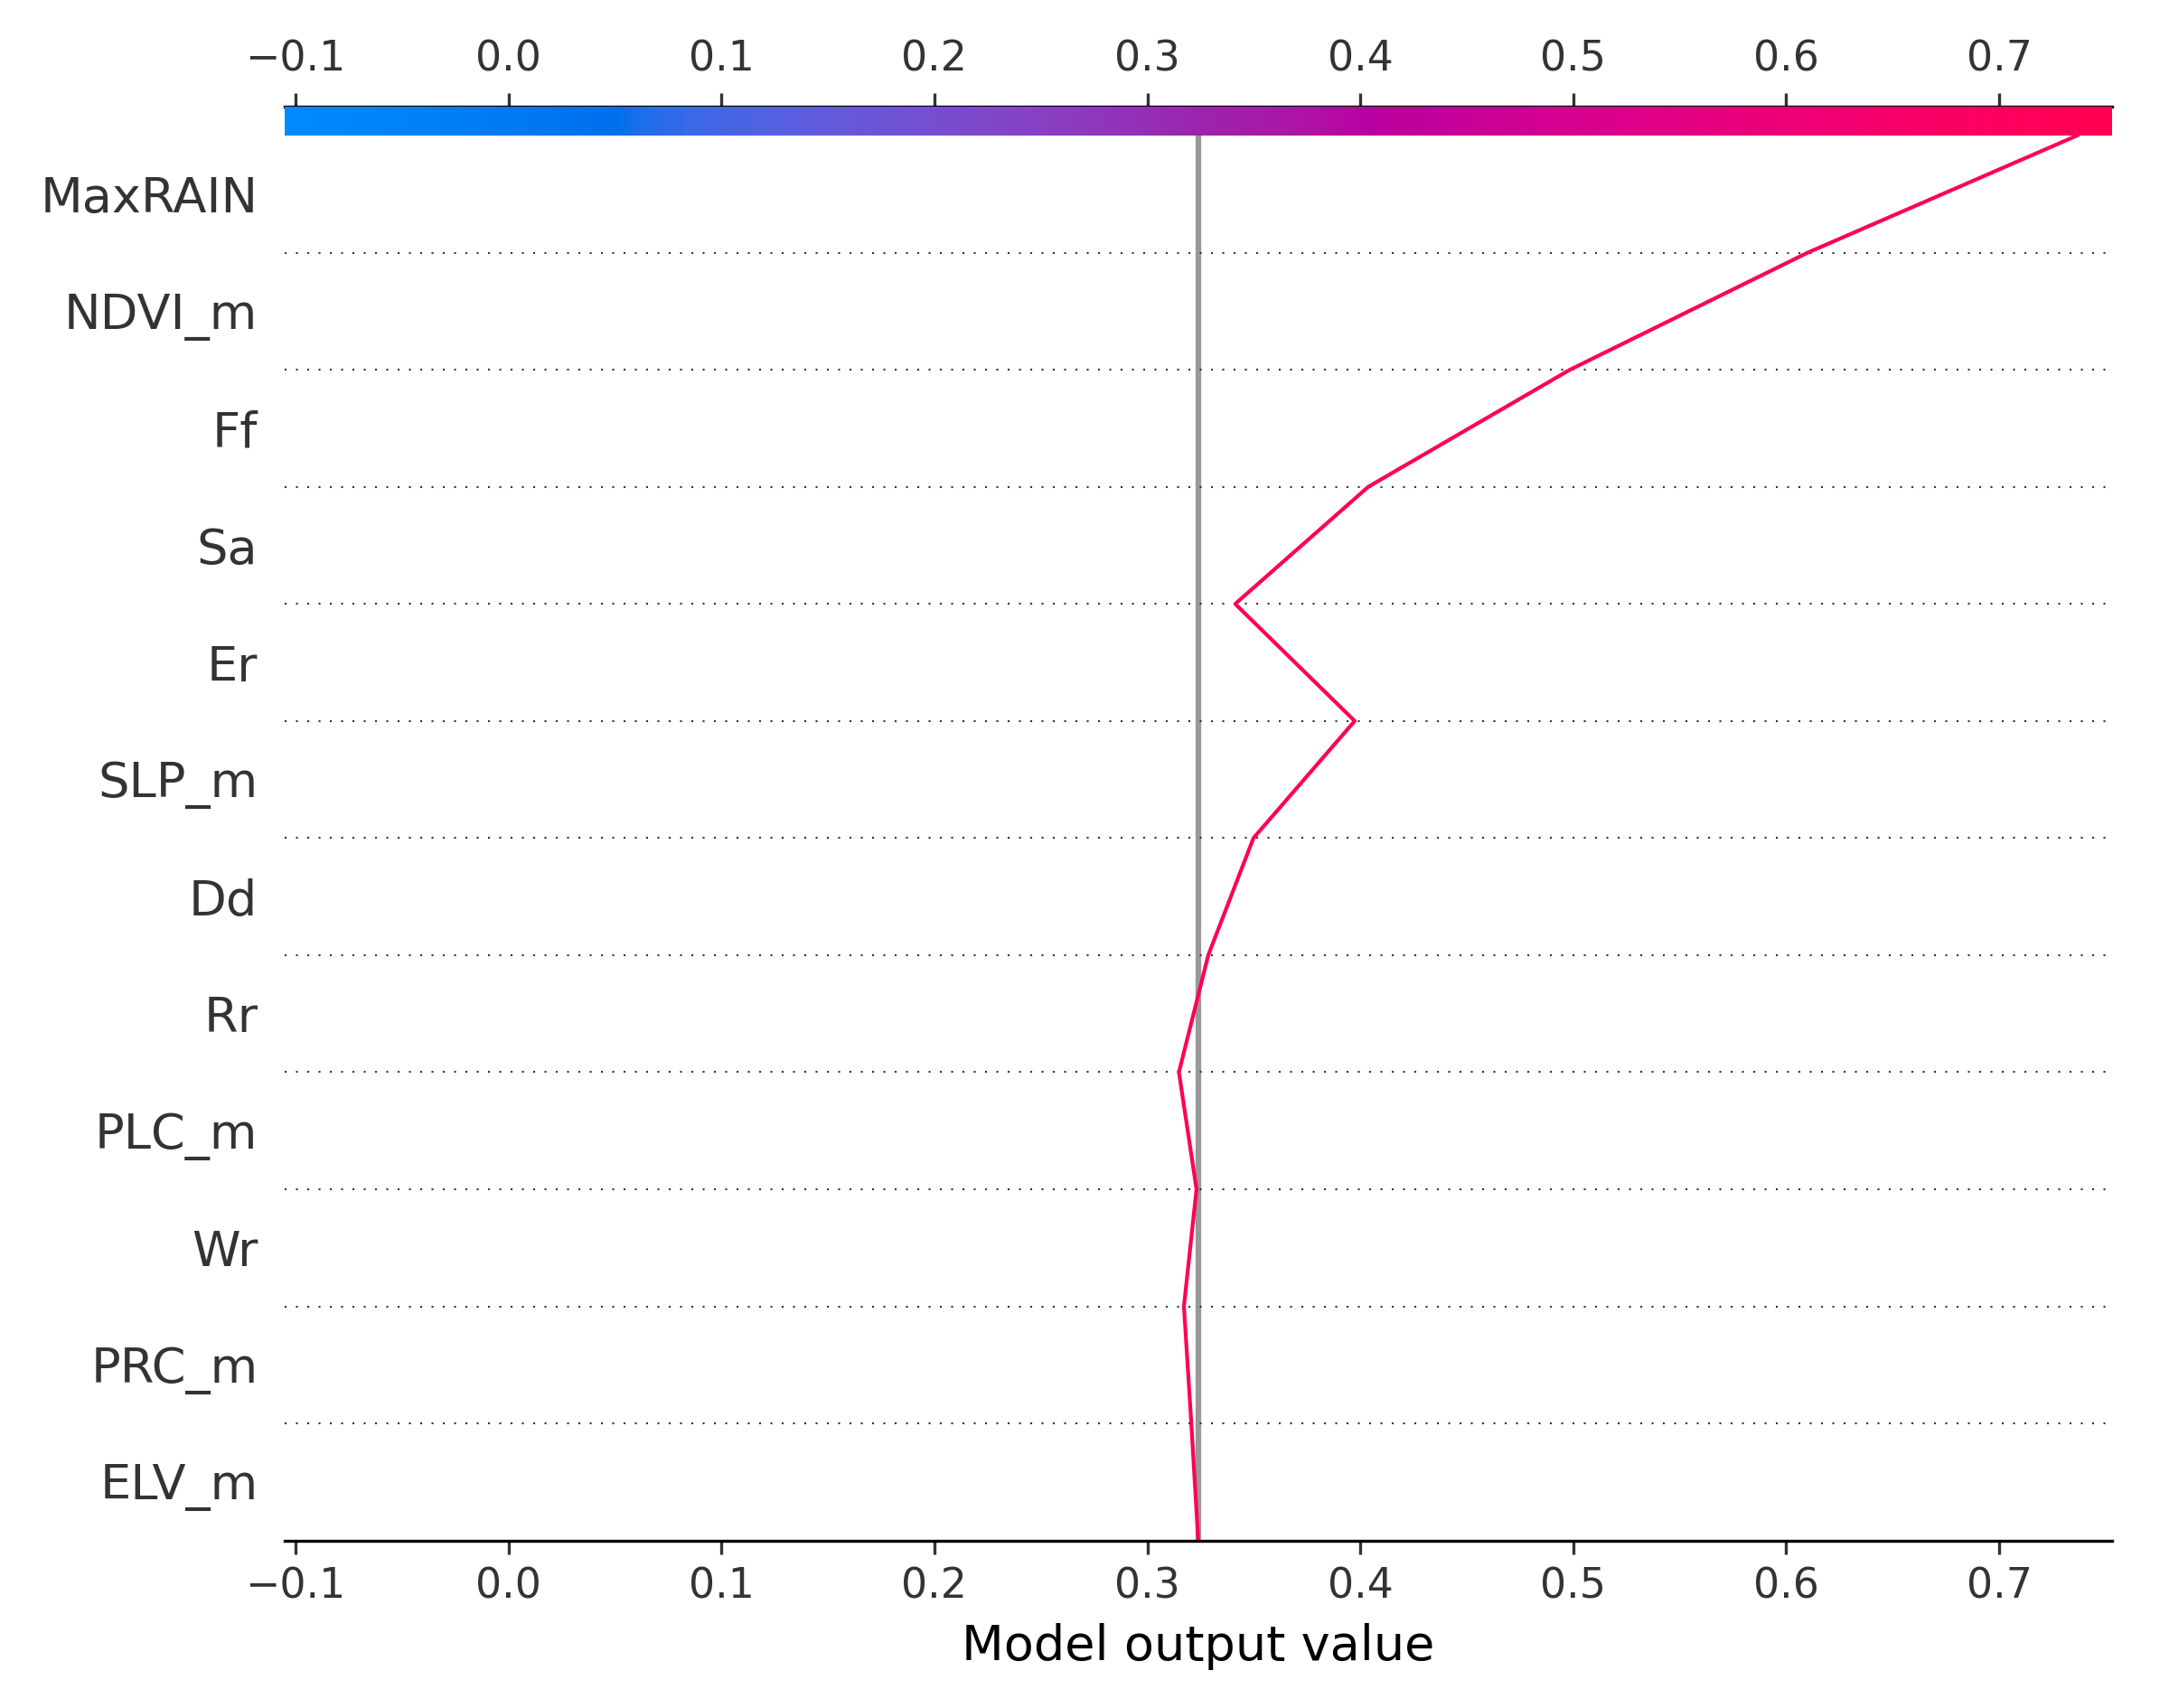 −0.1 0.0 0.1 0.2 0.3 0.4 0.5 0.6 0.7
MaxRAIN
NDVI_m
Ff
Sa
Er
SLP_m
Dd
Rr
PLC_m
Wr
PRC_m
ELV_m
−0.1 0.0 0.1 0.2 0.3 0.4 0.5 0.6 0.7
Model output value